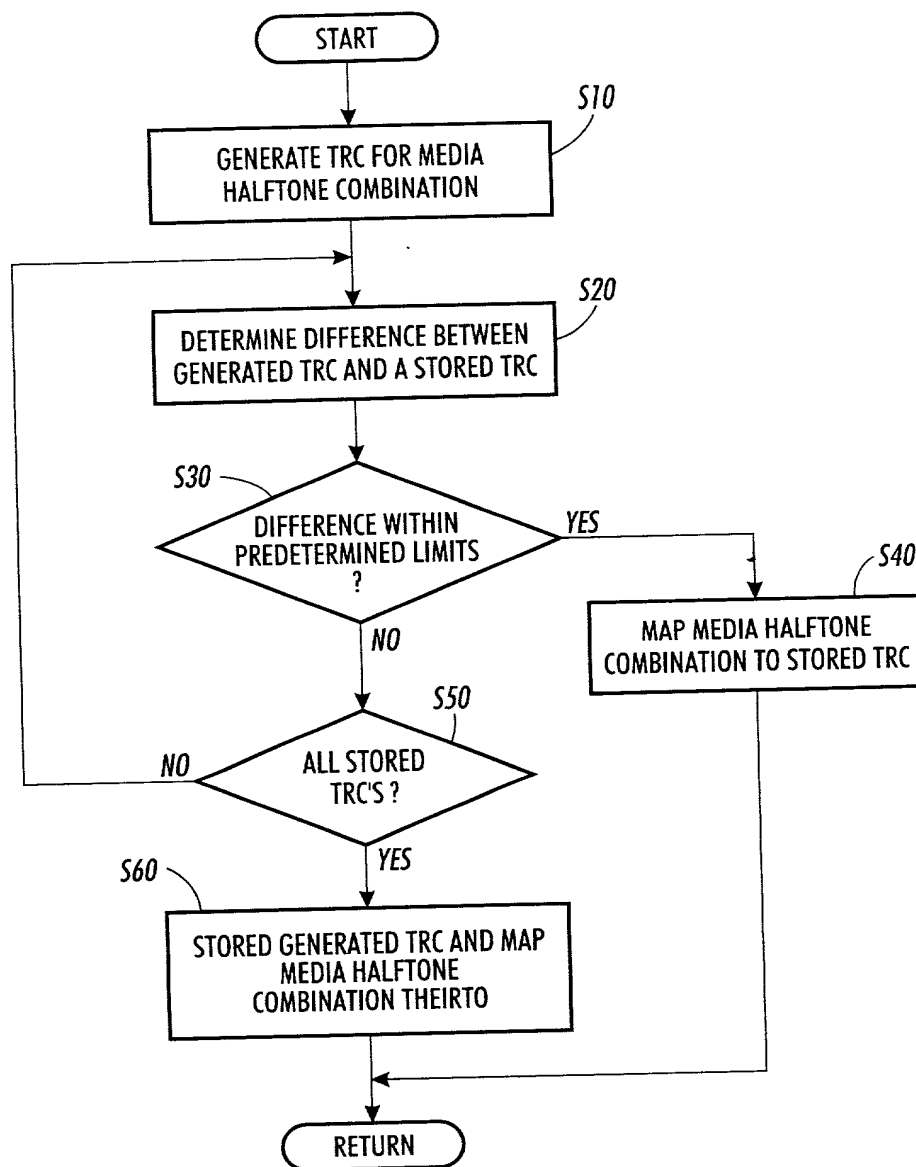 START
S10
GENERATE TRC FOR MEDIA
HALFTONE COMBINATION
S20
DETERMINE DIFFERENCE BETWEEN
GENERATED TRC AND A STORED TRC
S30
DIFFERENCE WITHIN
PREDETERMINED LIMITS
?
YES
S40
MAP MEDIA HALFTONE
COMBINATION TO STORED TRC
NO
S50
ALL STORED
TRC'S ?
NO
YES
S60
STORED GENERATED TRC AND MAP
MEDIA HALFTONE
COMBINATION THEIRTO
RETURN